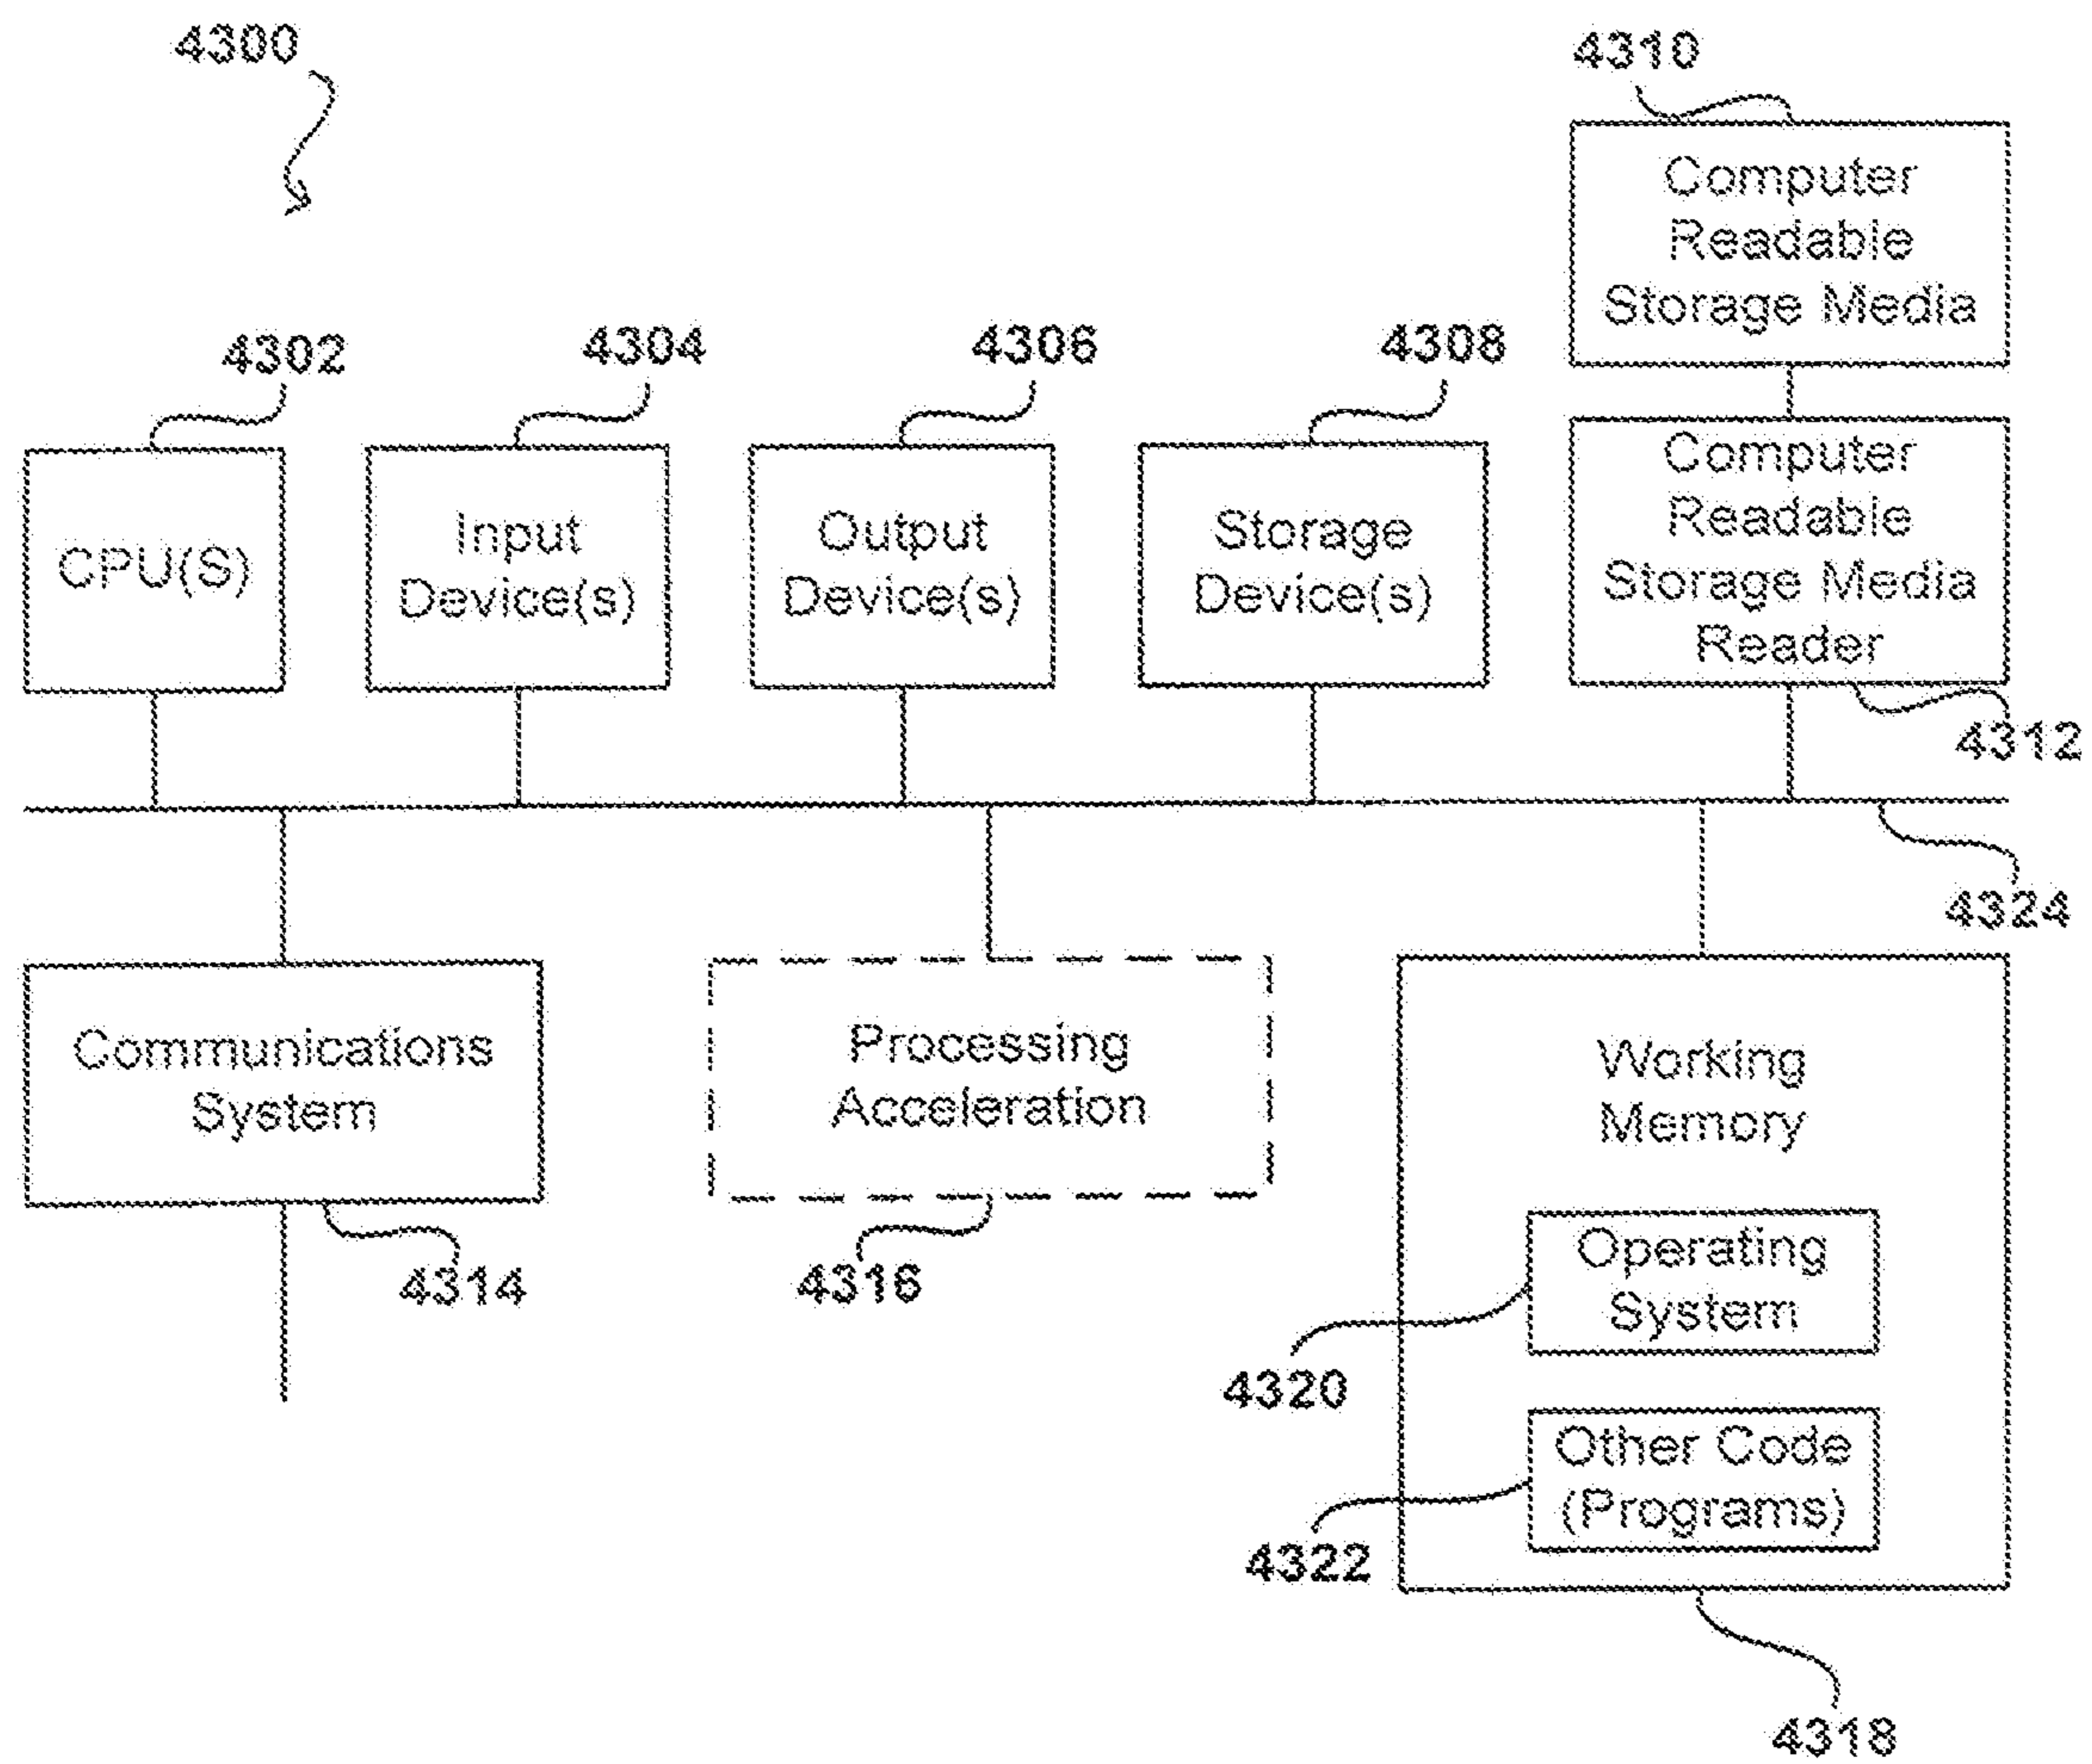 4300
4310
Computer
Readable
Storage Media
4302
4304
4306
4308
CPU(S)
Input
Device(s)
Output
Device(s)
Storage
Device(s)
Computer
Readable
Storage Media
Reader
4312
4324
Communications
System
4314
Processing
Acceleration
4316
Working
Memory
Operating
System
4320
Other Code
(Programs)
4322
4318